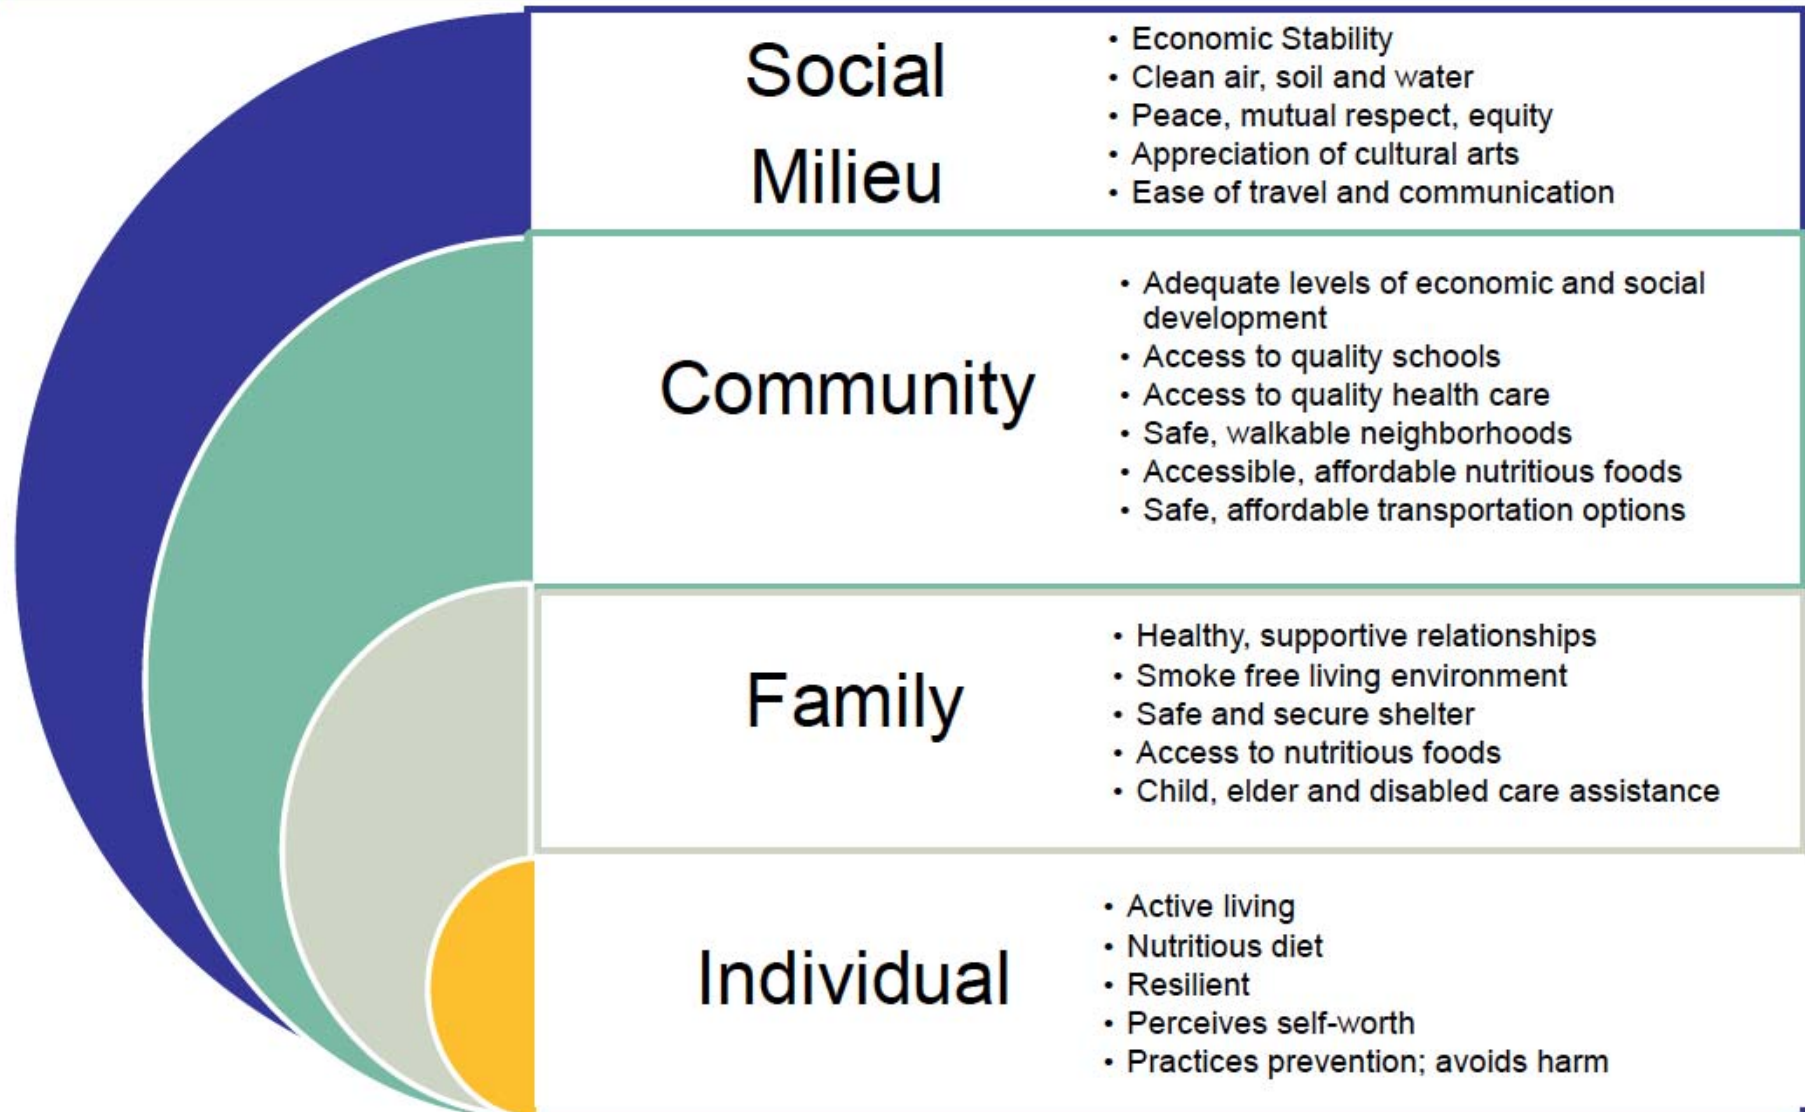 Social
Milieu
• Economic Stability
• Clean air, soil and water
• Peace, mutual respect, equity
• Appreciation of cultural arts
• Ease of travel and communication
Community
• Adequate levels of economic and social
development
• Access to quality schools
• Access to quality health care
• Safe, walkable neighborhoods
• Accessible, affordable nutritious foods
• Safe, affordable transportation options
Family
• Healthy, supportive relationships
• Smoke free living environment
• Safe and secure shelter
• Access to nutritious foods
• Child, elder and disabled care assistance
Individual
• Active living
• Nutritious diet
• Resilient
• Perceives self-worth
• Practices prevention; avoids harm